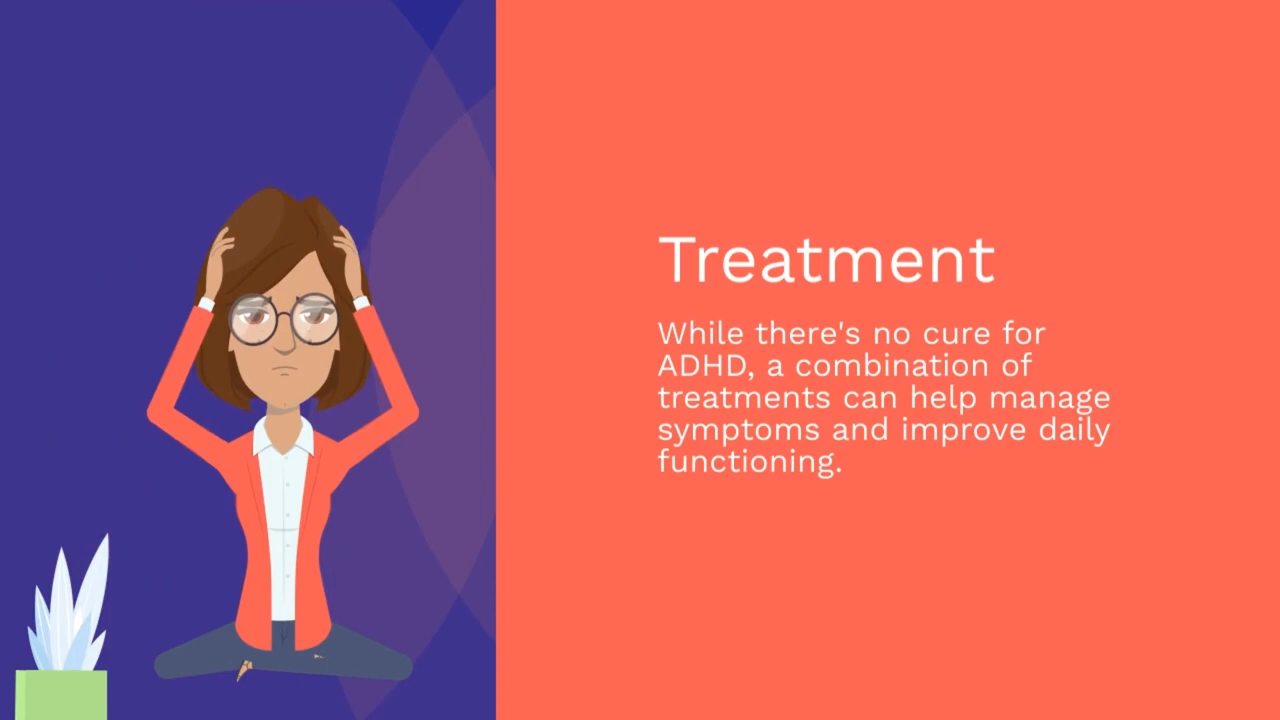 Treatment
While there's no cure for
ADHD, a combination of
treatments can help manage
symptoms and improve daily
functioning.